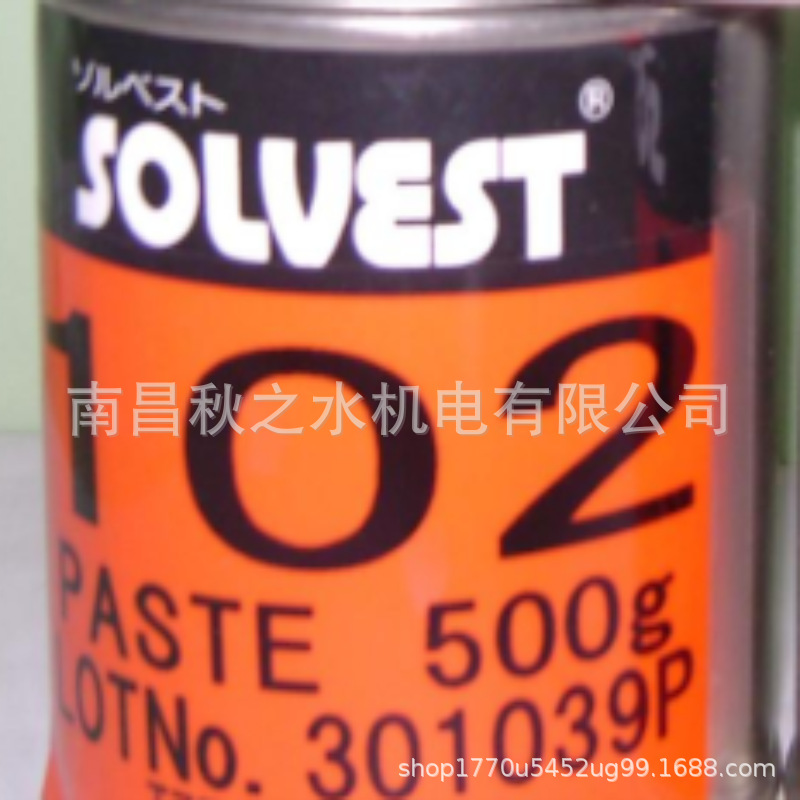 ソルベスト
SOLVEST®
102
南昌秋之水机电有限公司
PASTE 500g
LOTNo. 301039P
shop1770u5452ug99.1688.com